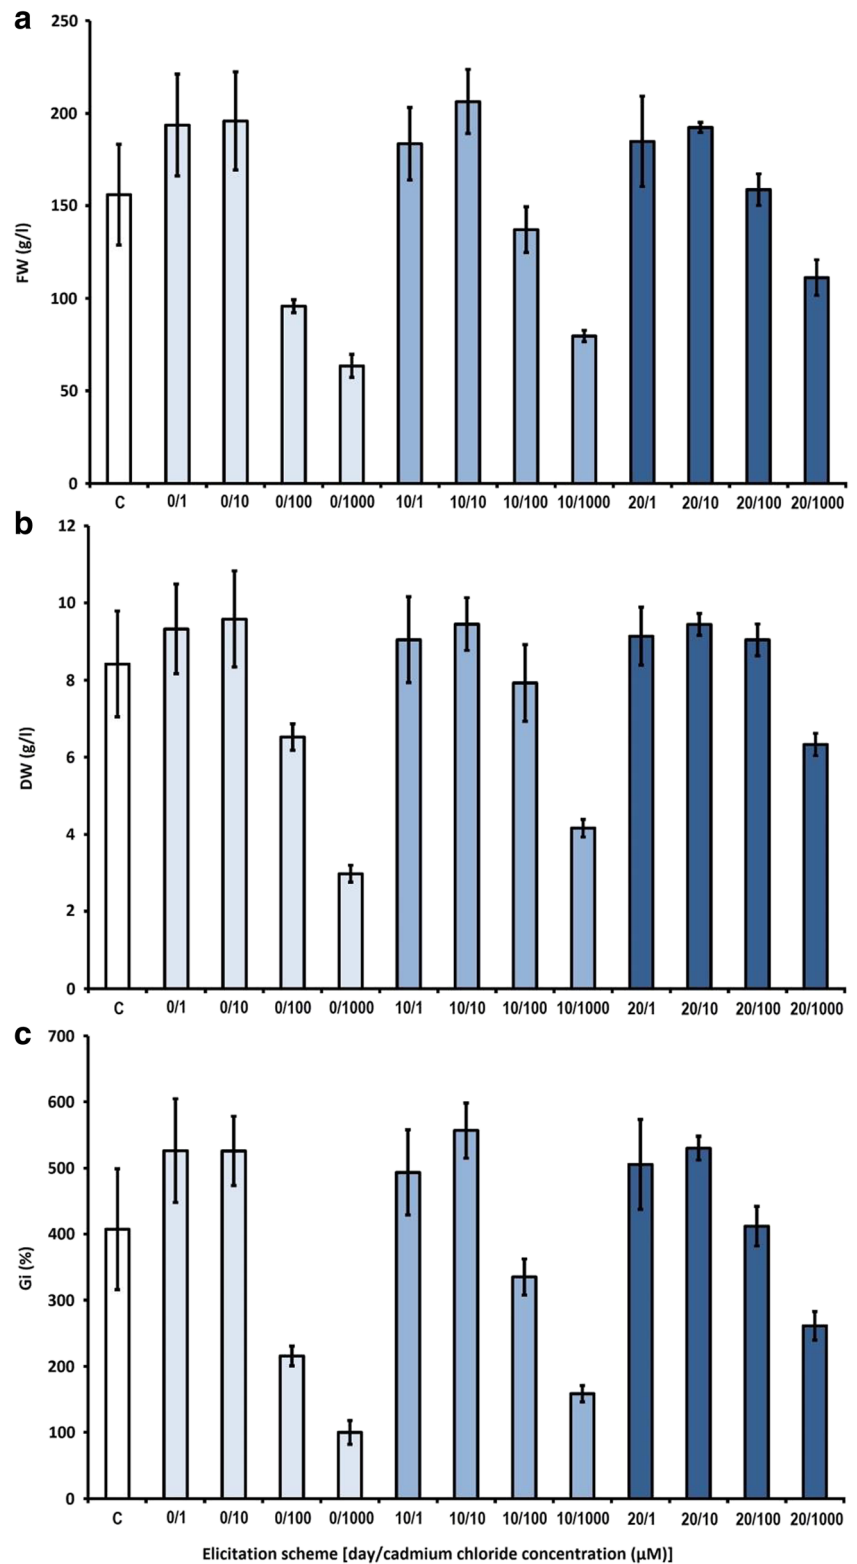 a
250
200
150
100
50
0
FW (g/l)
C 0/1 0/10 0/100 0/1000 10/1 10/10 10/100 10/1000 20/1 20/10 20/100 20/1000
b
12
10
8
6
4
2
0
DW (g/l)
C 0/1 0/10 0/100 0/1000 10/1 10/10 10/100 10/1000 20/1 20/10 20/100 20/1000
c
700
600
500
400
300
200
100
0
Gi (%)
C 0/1 0/10 0/100 0/1000 10/1 10/10 10/100 10/1000 20/1 20/10 20/100 20/1000
Elicitation scheme [day/cadmium chloride concentration (μM)]